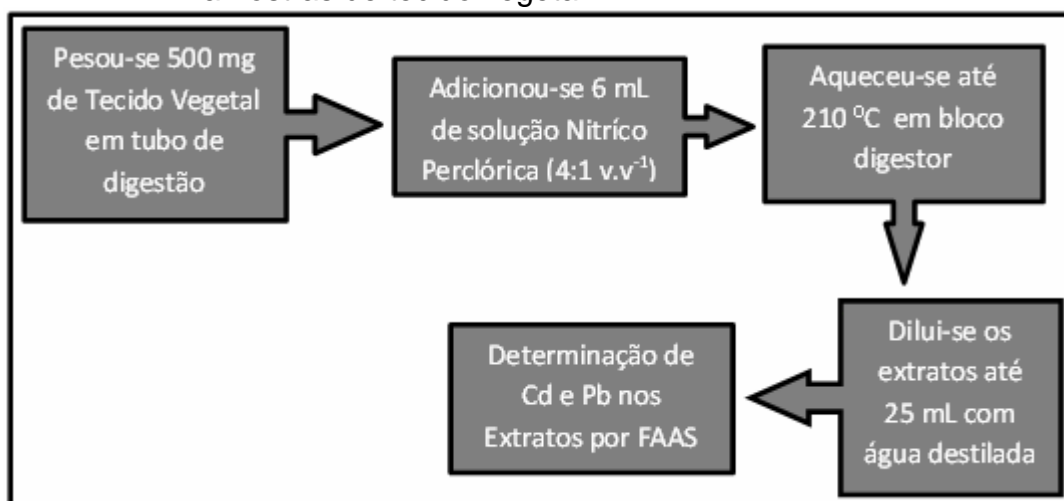 Pesou-se 500 mg
de Tecido Vegetal
em tubo de
digestão
Adicionou-se 6 mL
de solução Nitríco
Perclórica (4:1 v.v⁻¹)
Aqueceu-se até
210 ᴼC em bloco
digestor
Dilui-se os
extratos até
25 mL com
água destilada
Determinação de
Cd e Pb nos
Extratos por FAAS